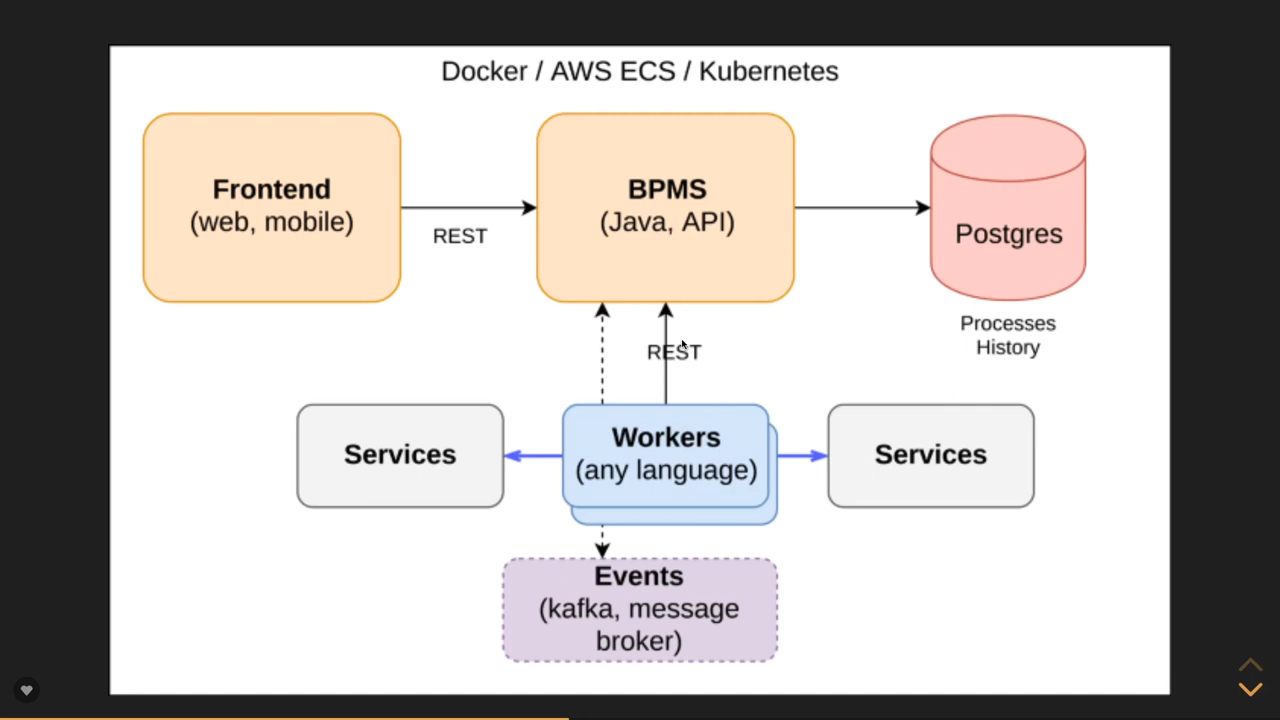 Docker / AWS ECS / Kubernetes
Frontend
(web, mobile)
REST
BPMS
(Java, API)
Postgres
Processes
History
REST
Services
Workers
(any language)
Services
Events
(kafka, message
broker)